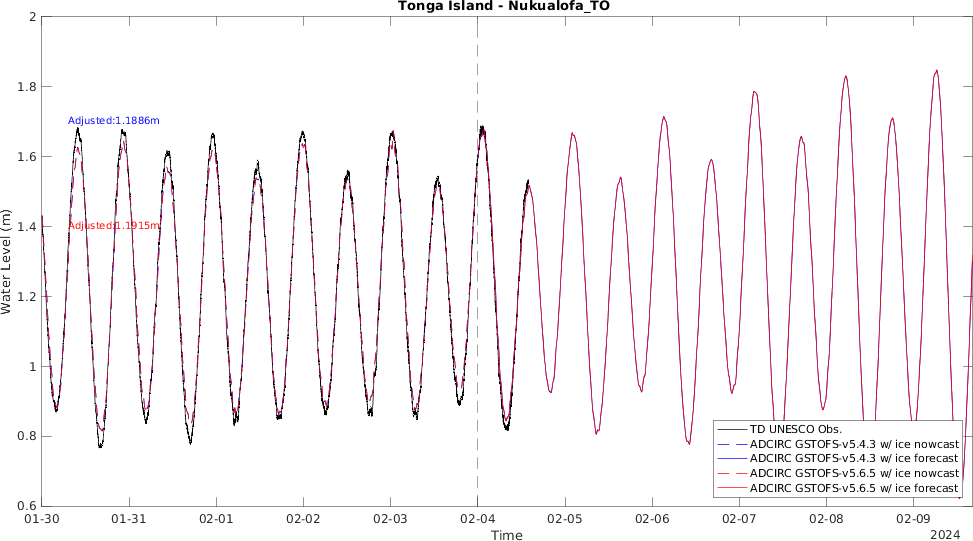 Tonga Island - Nukualofa_TO
2
1.8
1.6
1.4
1.2
1
0.8
0.6
Water Level (m)
Adjusted:1.1886m
Adjusted:1.1915m
TD UNESCO Obs.
ADCIRC GSTOFS-v5.4.3 w/ ice nowcast
ADCIRC GSTOFS-v5.4.3 w/ ice forecast
ADCIRC GSTOFS-v5.6.5 w/ ice nowcast
ADCIRC GSTOFS-v5.6.5 w/ ice forecast
01-30 01-31 02-01 02-02 02-03 02-04 02-05 02-06 02-07 02-08 02-09
Time
2024